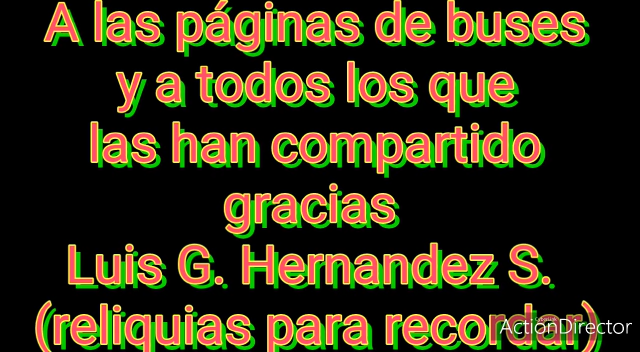 A las páginas de buses
y a todos los que
las han compartido
gracias
Luis G. Hernandez S.
(reliquias para recordar)
ActionDirector